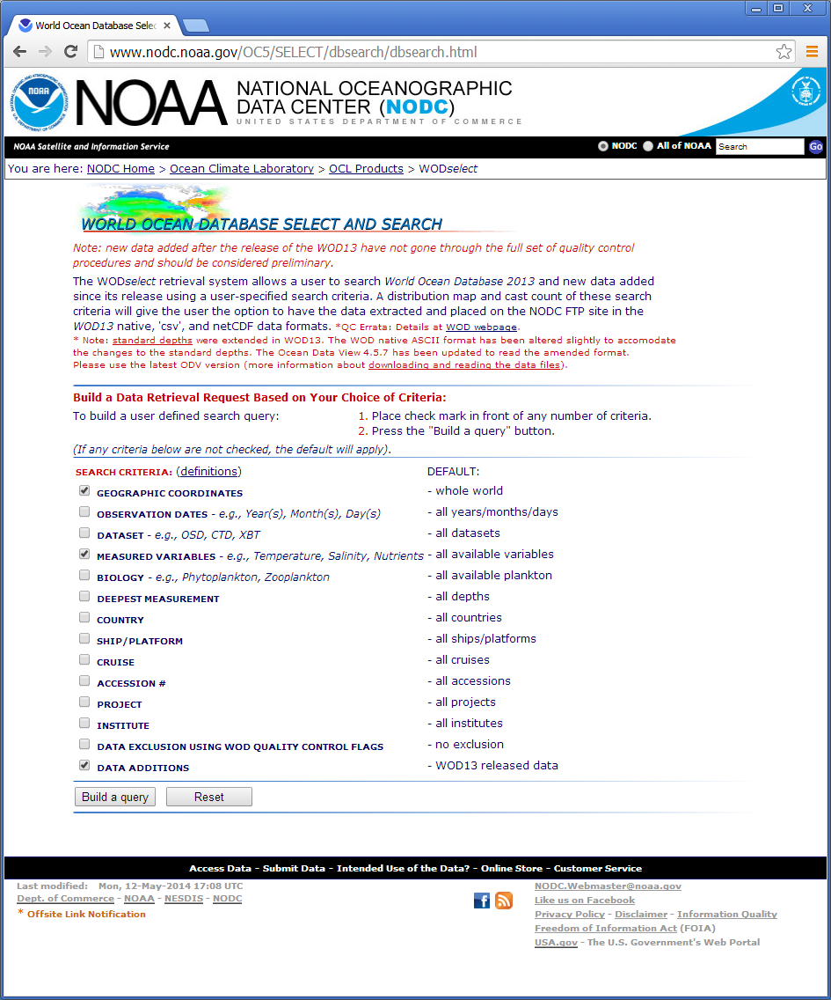 World Ocean Database Selec
www.nodc.noaa.gov/OC5/SELECT/dbsearch/dbsearch.html
NOAA
NOAA
NATIONAL OCEANOGRAPHIC
DATA CENTER (NODC)
UNITED STATES DEPARTMENT OF COMMERCE
NOAA Satellite and Information Service
NODC All of NOAA Search Go
You are here: NODC Home > Ocean Climate Laboratory > OCL Products > WODselect
WORLD OCEAN DATABASE SELECT AND SEARCH
Note: new data added after the release of the WOD13 have not gone through the full set of quality control
procedures and should be considered preliminary.
The WODselect retrieval system allows a user to search World Ocean Database 2013 and new data added
since its release using a user-specified search criteria. A distribution map and cast count of these search
criteria will give the user the option to have the data extracted and placed on the NODC FTP site in the
WOD13 native, 'csv', and netCDF data formats. *QC Errata: Details at WOD webpage.
* Note: standard depths were extended in WOD13. The WOD native ASCII format has been altered slightly to accomodate
the changes to the standard depths. The Ocean Data View 4.5.7 has been updated to read the amended format.
Please use the latest ODV version (more information about downloading and reading the data files).
Build a Data Retrieval Request Based on Your Choice of Criteria:
To build a user defined search query: 1. Place check mark in front of any number of criteria.
2. Press the "Build a query" button.
(If any criteria below are not checked, the default will apply).
SEARCH CRITERIA: (definitions) DEFAULT:
GEOGRAPHIC COORDINATES - whole world
OBSERVATION DATES - e.g., Year(s), Month(s), Day(s) - all years/months/days
DATASET - e.g., OSD, CTD, XBT - all datasets
MEASURED VARIABLES - e.g., Temperature, Salinity, Nutrients - all available variables
BIOLOGY - e.g., Phytoplankton, Zooplankton - all available plankton
DEEPEST MEASUREMENT - all depths
COUNTRY - all countries
SHIP/PLATFORM - all ships/platforms
CRUISE - all cruises
ACCESSION # - all accessions
PROJECT - all projects
INSTITUTE - all institutes
DATA EXCLUSION USING WOD QUALITY CONTROL FLAGS - no exclusion
DATA ADDITIONS - WOD13 released data
Build a query Reset
Access Data - Submit Data - Intended Use of the Data? - Online Store - Customer Service
Last modified: Mon, 12-May-2014 17:08 UTC
Dept. of Commerce - NOAA - NESDIS - NODC
* Offsite Link Notification
NODC.Webmaster@noaa.gov
Like us on Facebook
Privacy Policy - Disclaimer - Information Quality
Freedom of Information Act (FOIA)
USA.gov - The U.S. Government's Web Portal